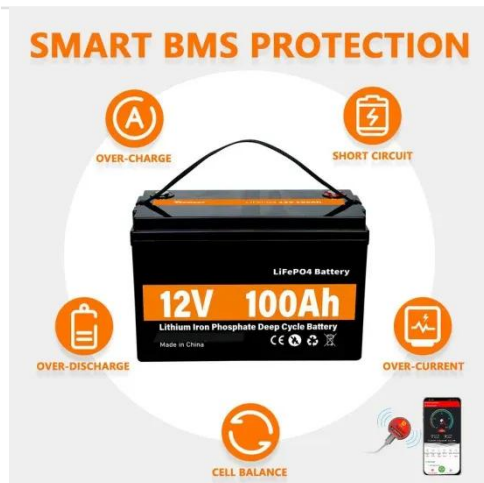 SMART BMS PROTECTION
OVER-CHARGE
SHORT CIRCUIT
LiFePO4 Battery
12V 100Ah
Lithium Iron Phosphate Deep Cycle Battery
Made in China
CE
OVER-DISCHARGE
OVER-CURRENT
CELL BALANCE